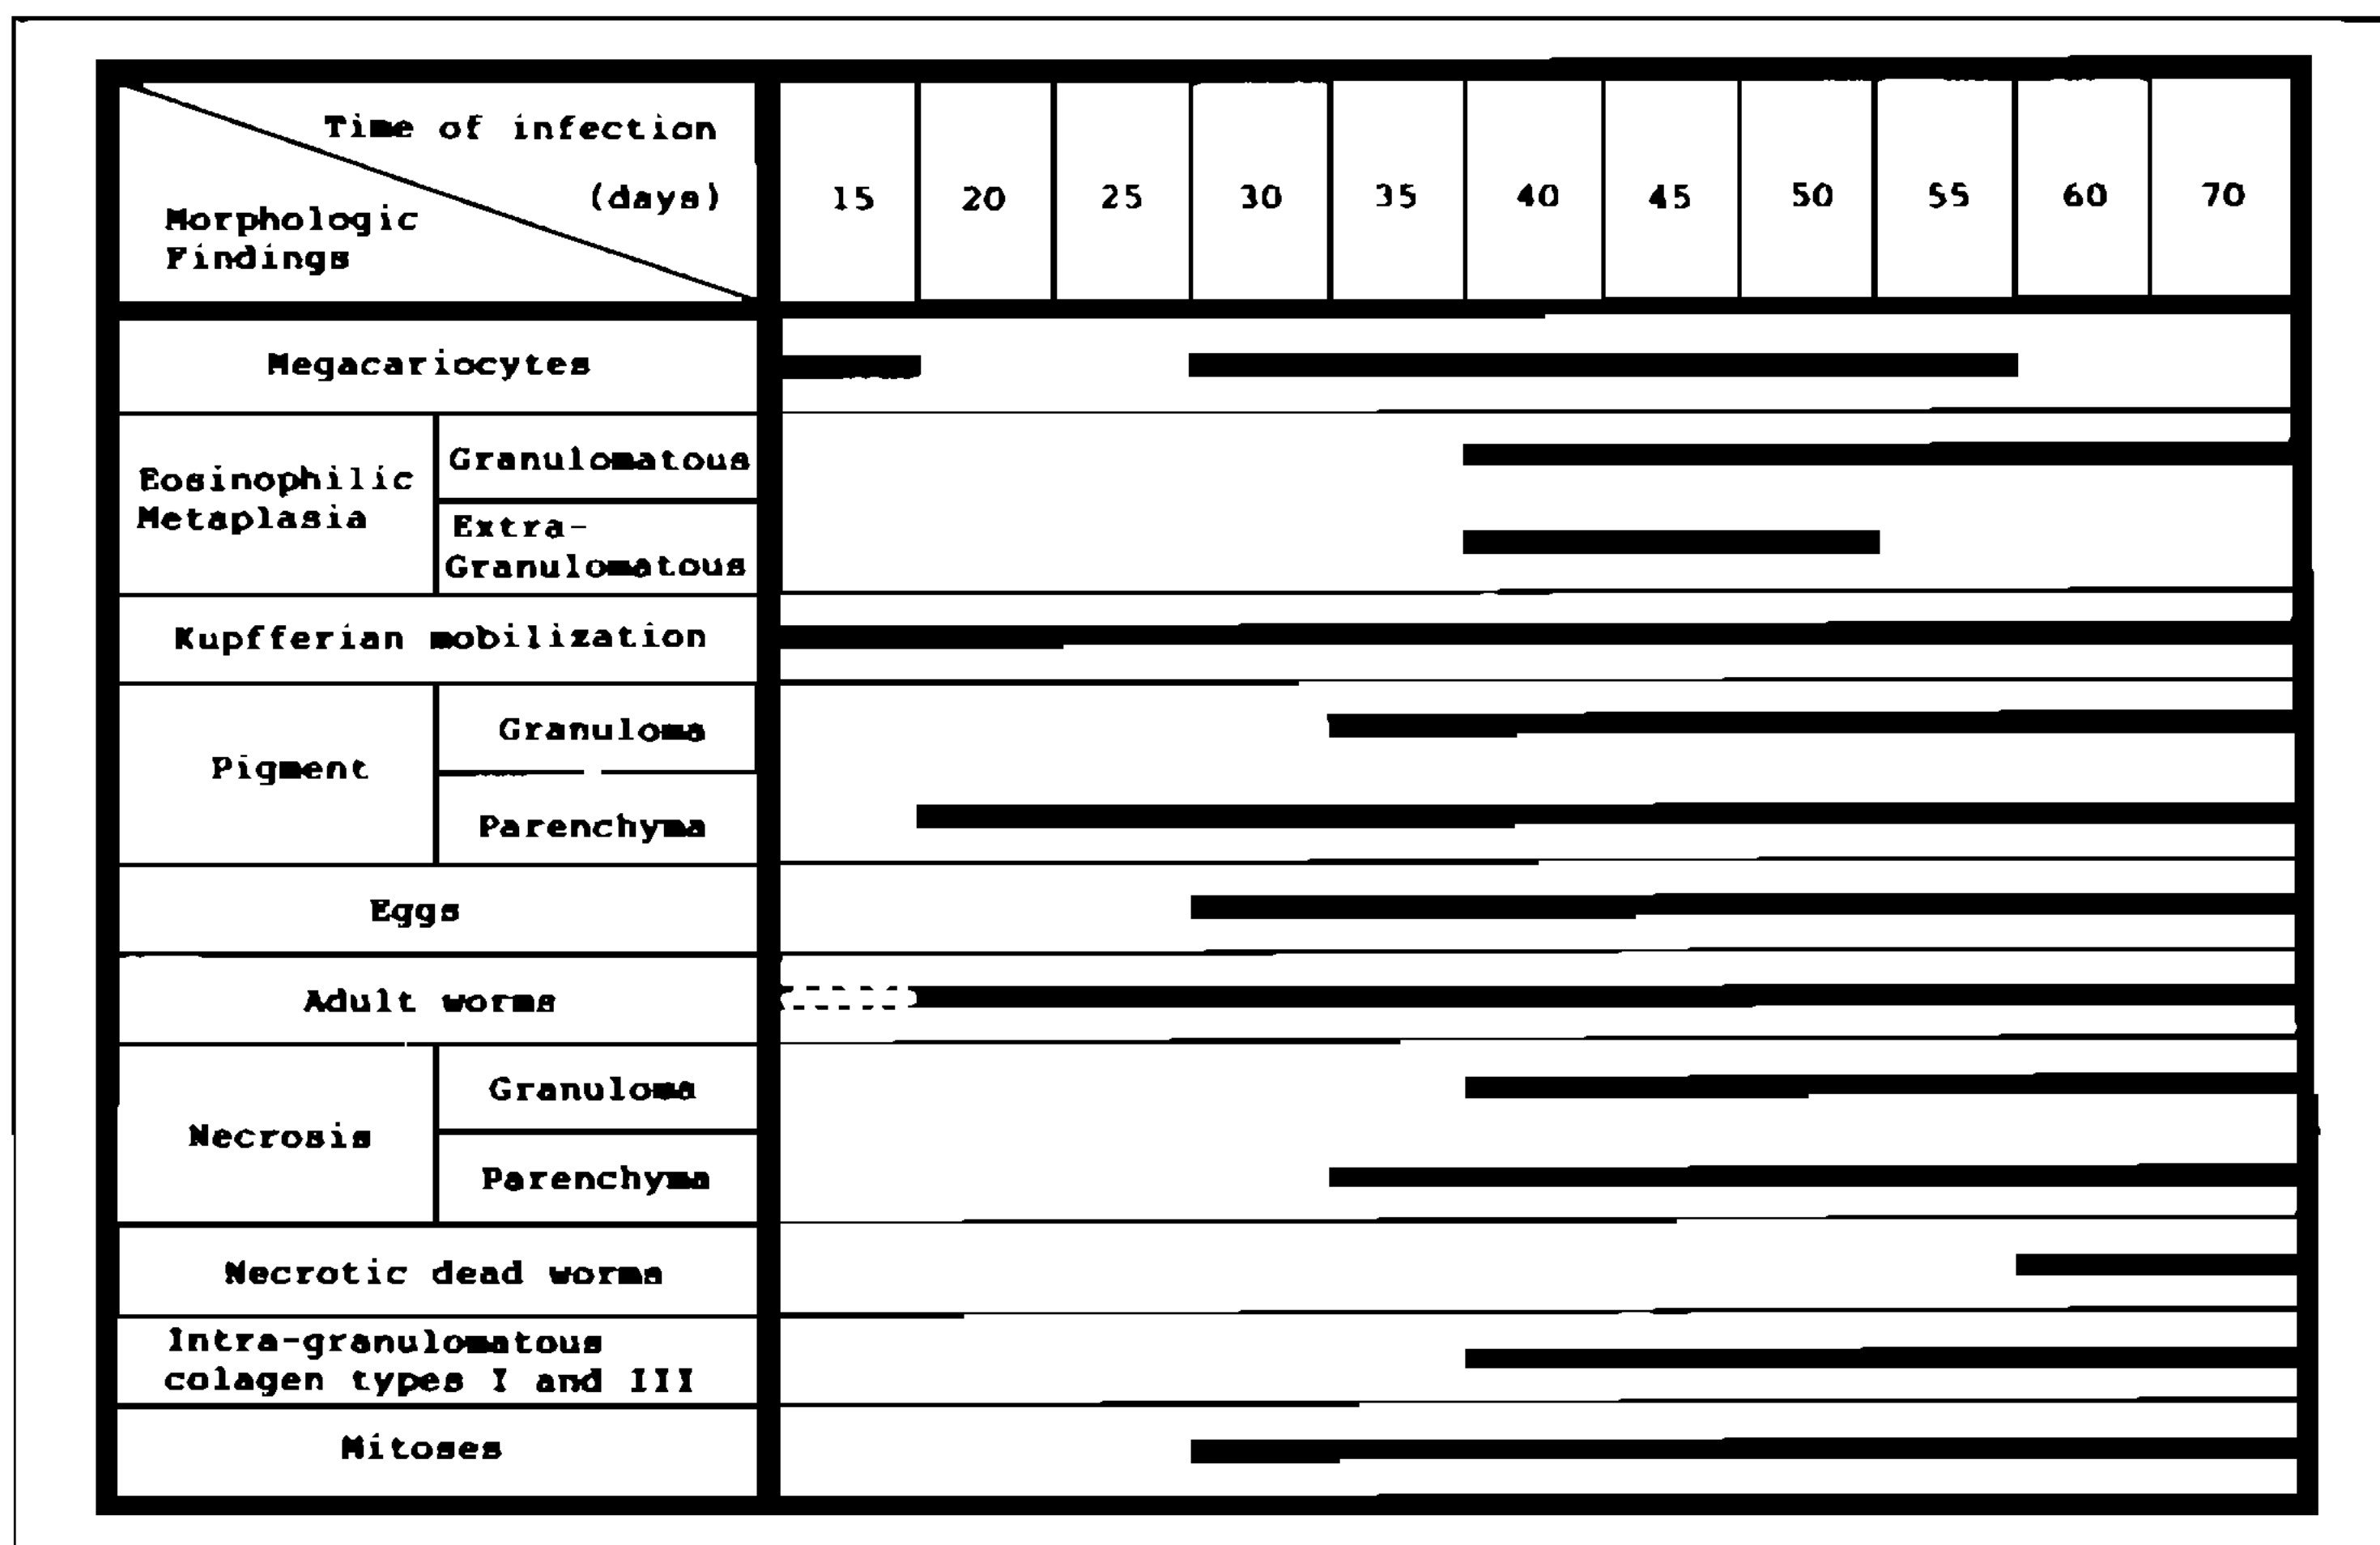 Time of infection
(days)
Morphologic
Findings
15 20 25 30 35 40 45 50 55 60 70
Megacariocytes
Eosinophilic
Metaplasia
Granulomatous
Extra-
Granulomatous
Kupfferian mobilization
Pigment
Granuloma
Parenchyma
Eggs
Adult worms
Necrosis
Granuloma
Parenchyma
Necrotic dead worms
Intra-granulomatous
colagen types I and III
Mitoses